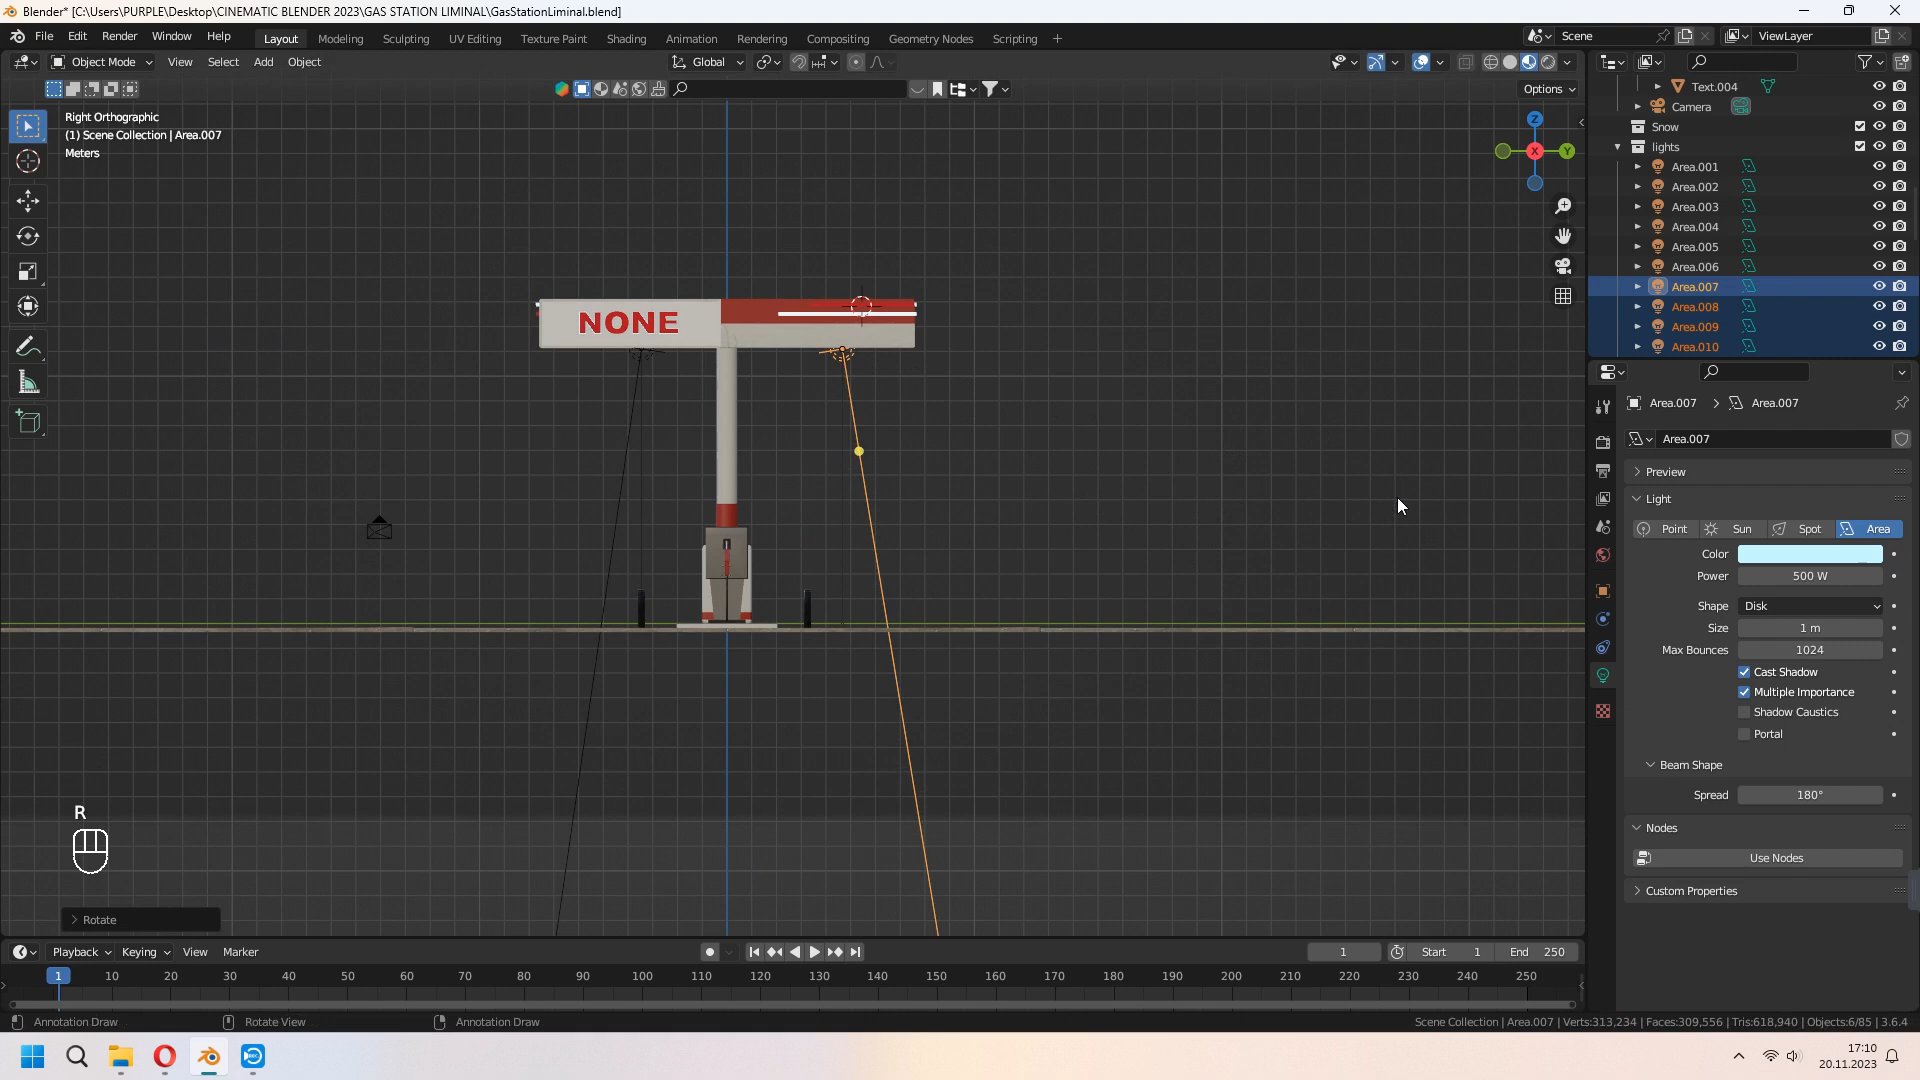 Blender* [C:\Users\PURPLE\Desktop\CINEMATIC BLENDER 2023\GAS STATION LIMINAL\GasStationLiminal.blend]
File Edit Render Window Help Layout Modeling Sculpting UV Editing Texture Paint Shading Animation Rendering Compositing Geometry Nodes Scripting + Scene ViewLayer
Object Mode View Select Add Object Global
Options
Right Orthographic
(1) Scene Collection | Area.007
Meters
Z
X
Y
NONE
R
Rotate
Text.004
Camera
Snow
lights
Area.001
Area.002
Area.003
Area.004
Area.005
Area.006
Area.007
Area.008
Area.009
Area.010
Area.007 > Area.007
Area.007
Preview
Light
Point Sun Spot Area
Color
Power 500 W
Shape Disk
Size 1 m
Max Bounces 1024
Cast Shadow
Multiple Importance
Shadow Caustics
Portal
Beam Shape
Spread 180°
Nodes
Use Nodes
Custom Properties
Playback Keying View Marker 1 Start 1 End 250
1 10 20 30 40 50 60 70 80 90 100 110 120 130 140 150 160 170 180 190 200 210 220 230 240 250
Annotation Draw Rotate View Annotation Draw Scene Collection | Area.007 | Verts:313,234 | Faces:309,556 | Tris:618,940 | Objects:6/85 | 3.6.4
17:10
20.11.2023